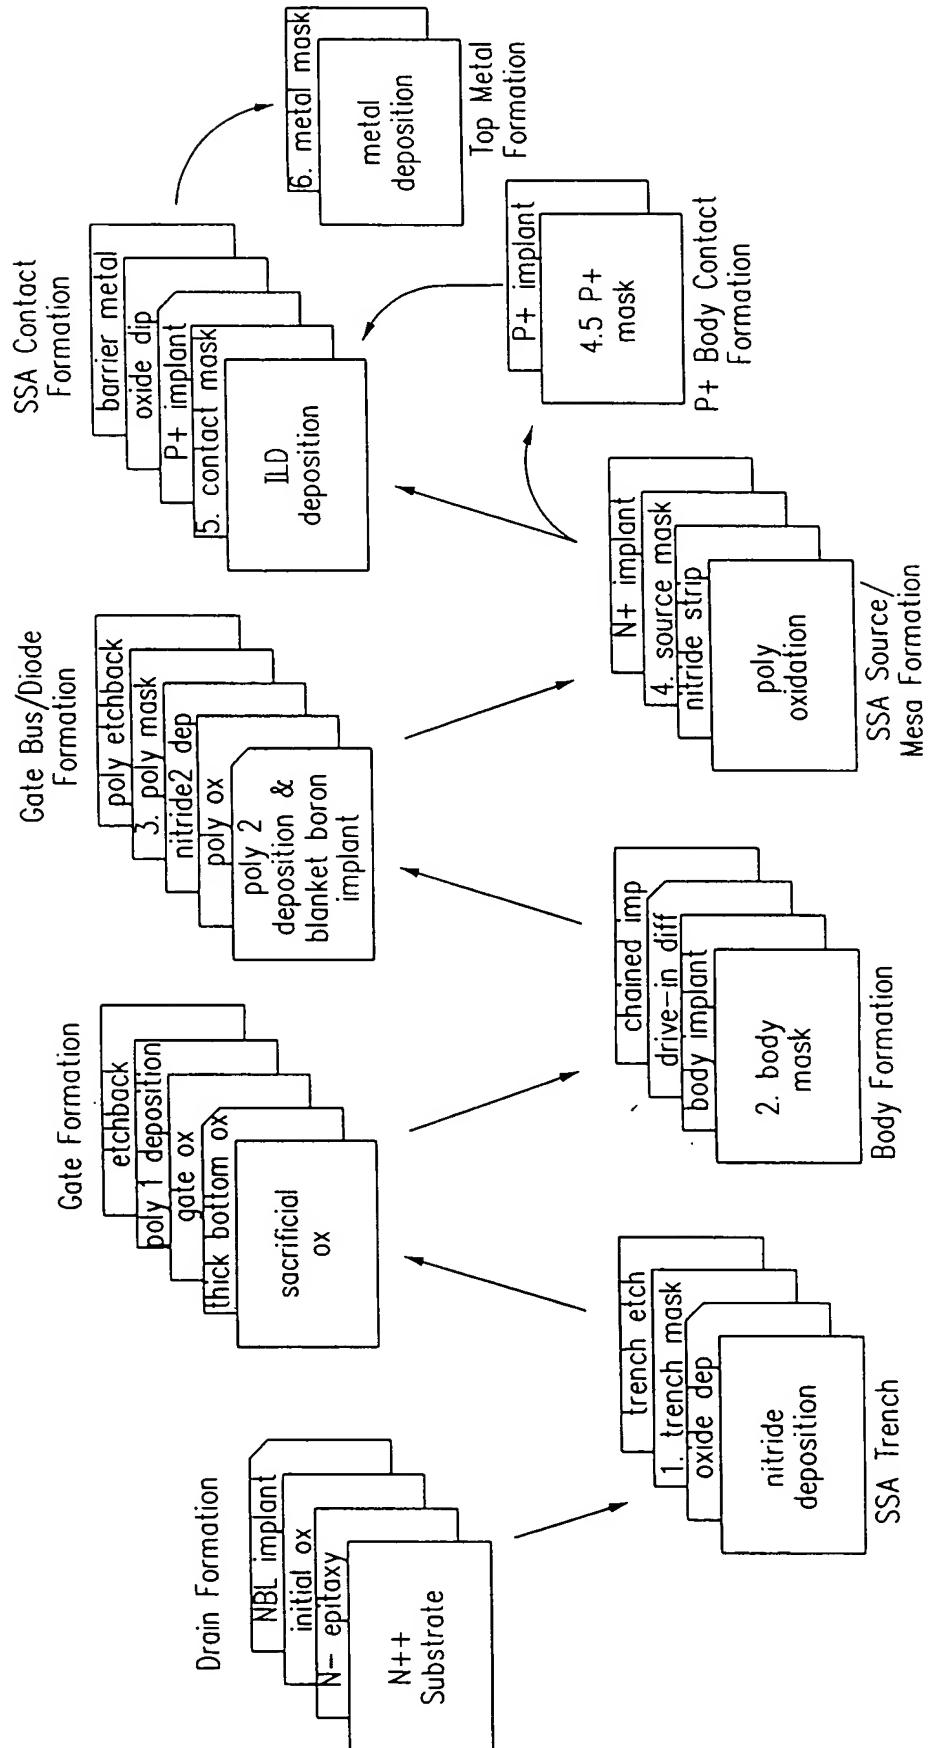 Drain Formation
NBL implant
initial ox
N− epitaxy
N++
Substrate
SSA Trench
trench etch
1. trench mask
oxide dep
nitride
deposition
Gate Formation
etchback
poly 1 deposition
gate ox
thick bottom ox
sacrificial
ox
Body Formation
chained imp
drive−in diff
body implant
2. body
mask
Gate Bus/Diode
Formation
poly etchback
3. poly mask
nitride2 dep
poly ox
poly 2
deposition &
blanket boron
implant
SSA Source/
Mesa Formation
N+ implant
4. source mask
nitride strip
poly
oxidation
P+ Body Contact
Formation
P+ implant
4.5 P+
mask
SSA Contact
Formation
barrier metal
oxide dip
P+ implant
5. contact mask
ILD
deposition
Top Metal
Formation
6. metal mask
metal
deposition